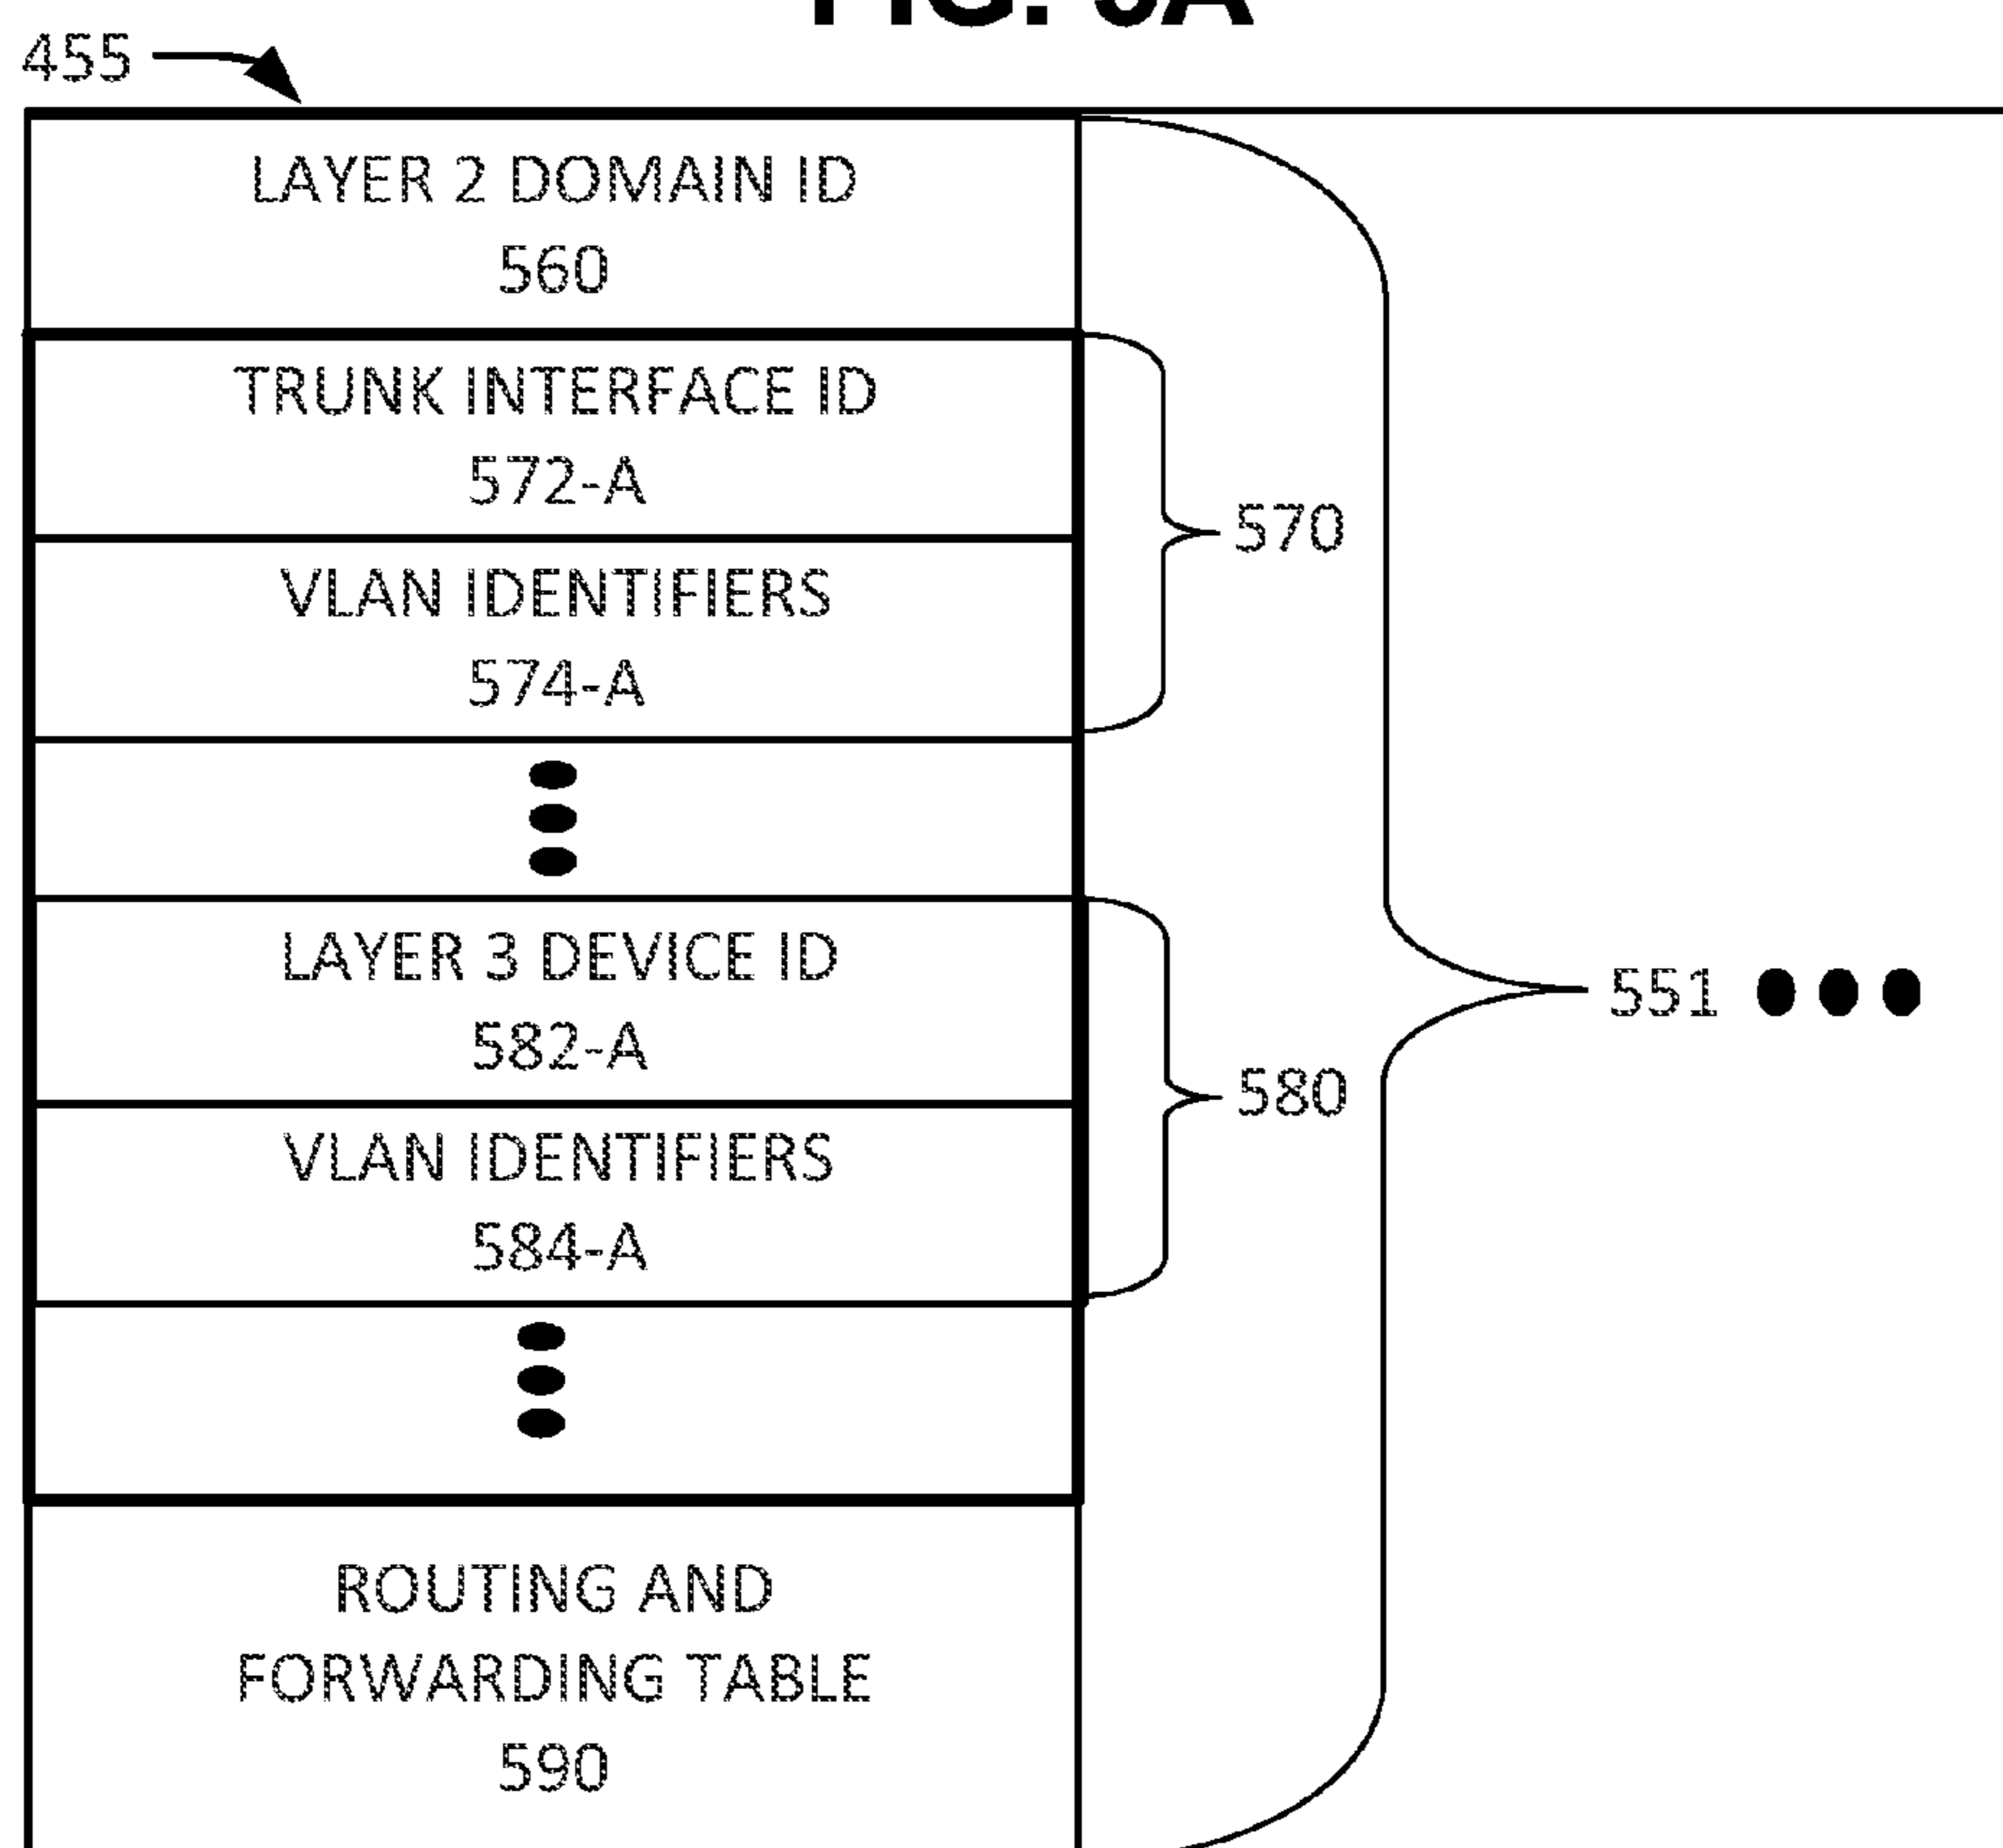 455
LAYER 2 DOMAIN ID
560
TRUNK INTERFACE ID
572-A
570
VLAN IDENTIFIERS
574-A
LAYER 3 DEVICE ID
582-A
551
580
VLAN IDENTIFIERS
584-A
ROUTING AND
FORWARDING TABLE
590